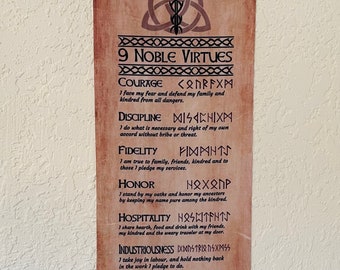 9 Noble Virtues
Courage
I face my fear and defend my family and
kindred from all dangers.
Discipline
I do what is necessary and right of my own
accord without bribe or threat.
Fidelity
I am true to family, friends, kindred and to
those I pledge my services.
Honor
I stand by my oaths and honor my ancestors
by keeping my name pure among the kindred.
Hospitality
I share hearth, food and drink with my friends,
my kindred and the weary traveler at my door.
Industriousness
I take joy in labour, and hold nothing back
in the work I pledge to do.